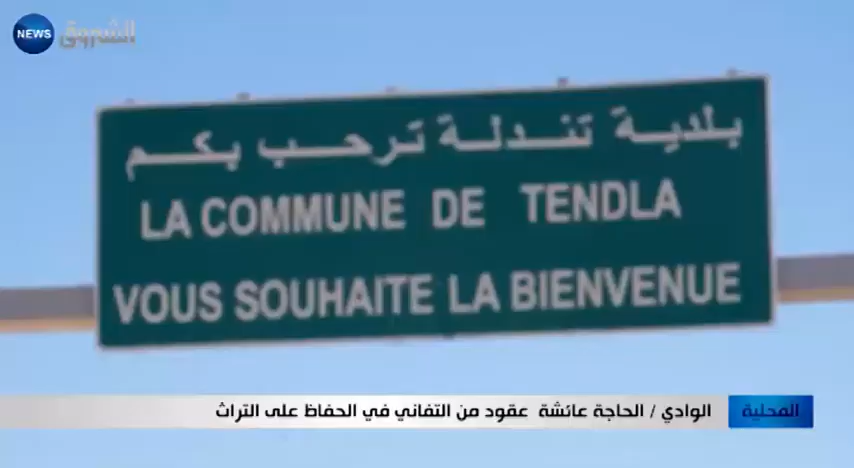 NEWS الشروق
بلدية تندلة ترحب بكم
LA COMMUNE DE TENDLA
VOUS SOUHAITE LA BIENVENUE
المحلية
الوادي / الحاجة عائشة عقود من التفاني في الحفاظ على التراث